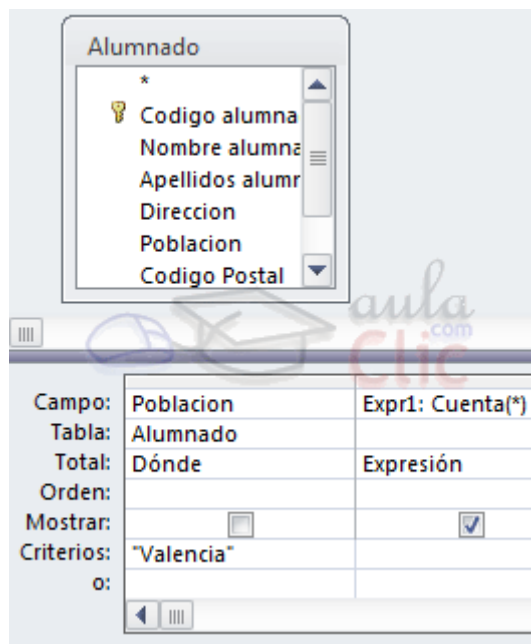 Alumnado
*
Codigo alumna
Nombre alumna
Apellidos alumr
Direccion
Poblacion
Codigo Postal
aula
Clic
.com
Campo: Poblacion Expr1: Cuenta(*)
Tabla: Alumnado
Total: Dónde Expresión
Orden:
Mostrar:
Criterios: "Valencia"
o: